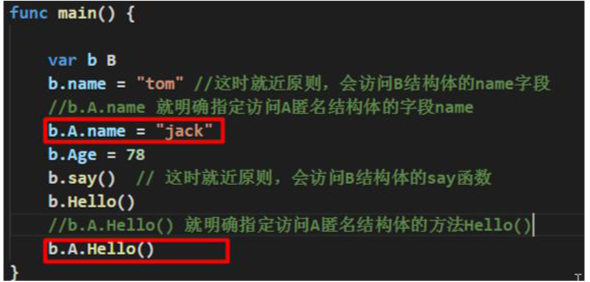 func main() {
var b B
b.name = "tom" //这时就近原则，会访问B结构体的name字段
//b.A.name 就明确指定访问A匿名结构体的字段name
b.A.name = "jack"
b.Age = 78
b.say() // 这时就近原则，会访问B结构体的say函数
b.Hello()
//b.A.Hello() 就明确指定访问A匿名结构体的方法Hello()
b.A.Hello()
}